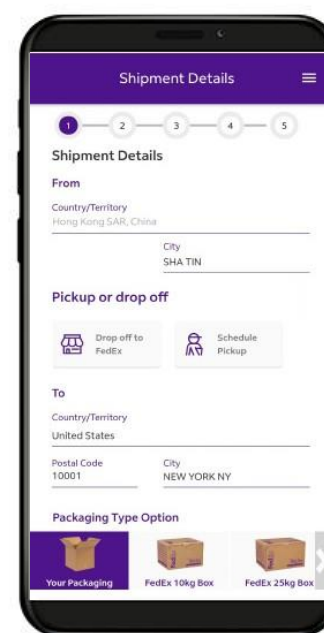 Shipment Details
1 2 3 4 5
Shipment Details
From
Country/Territory
Hong Kong SAR, China
City
SHA TIN
Pickup or drop off
Drop off to
FedEx
Schedule
Pickup
To
Country/Territory
United States
Postal Code
10001
City
NEW YORK NY
Packaging Type Option
FedEx
FedEx
Your Packaging
FedEx 10kg Box
FedEx 25kg Box